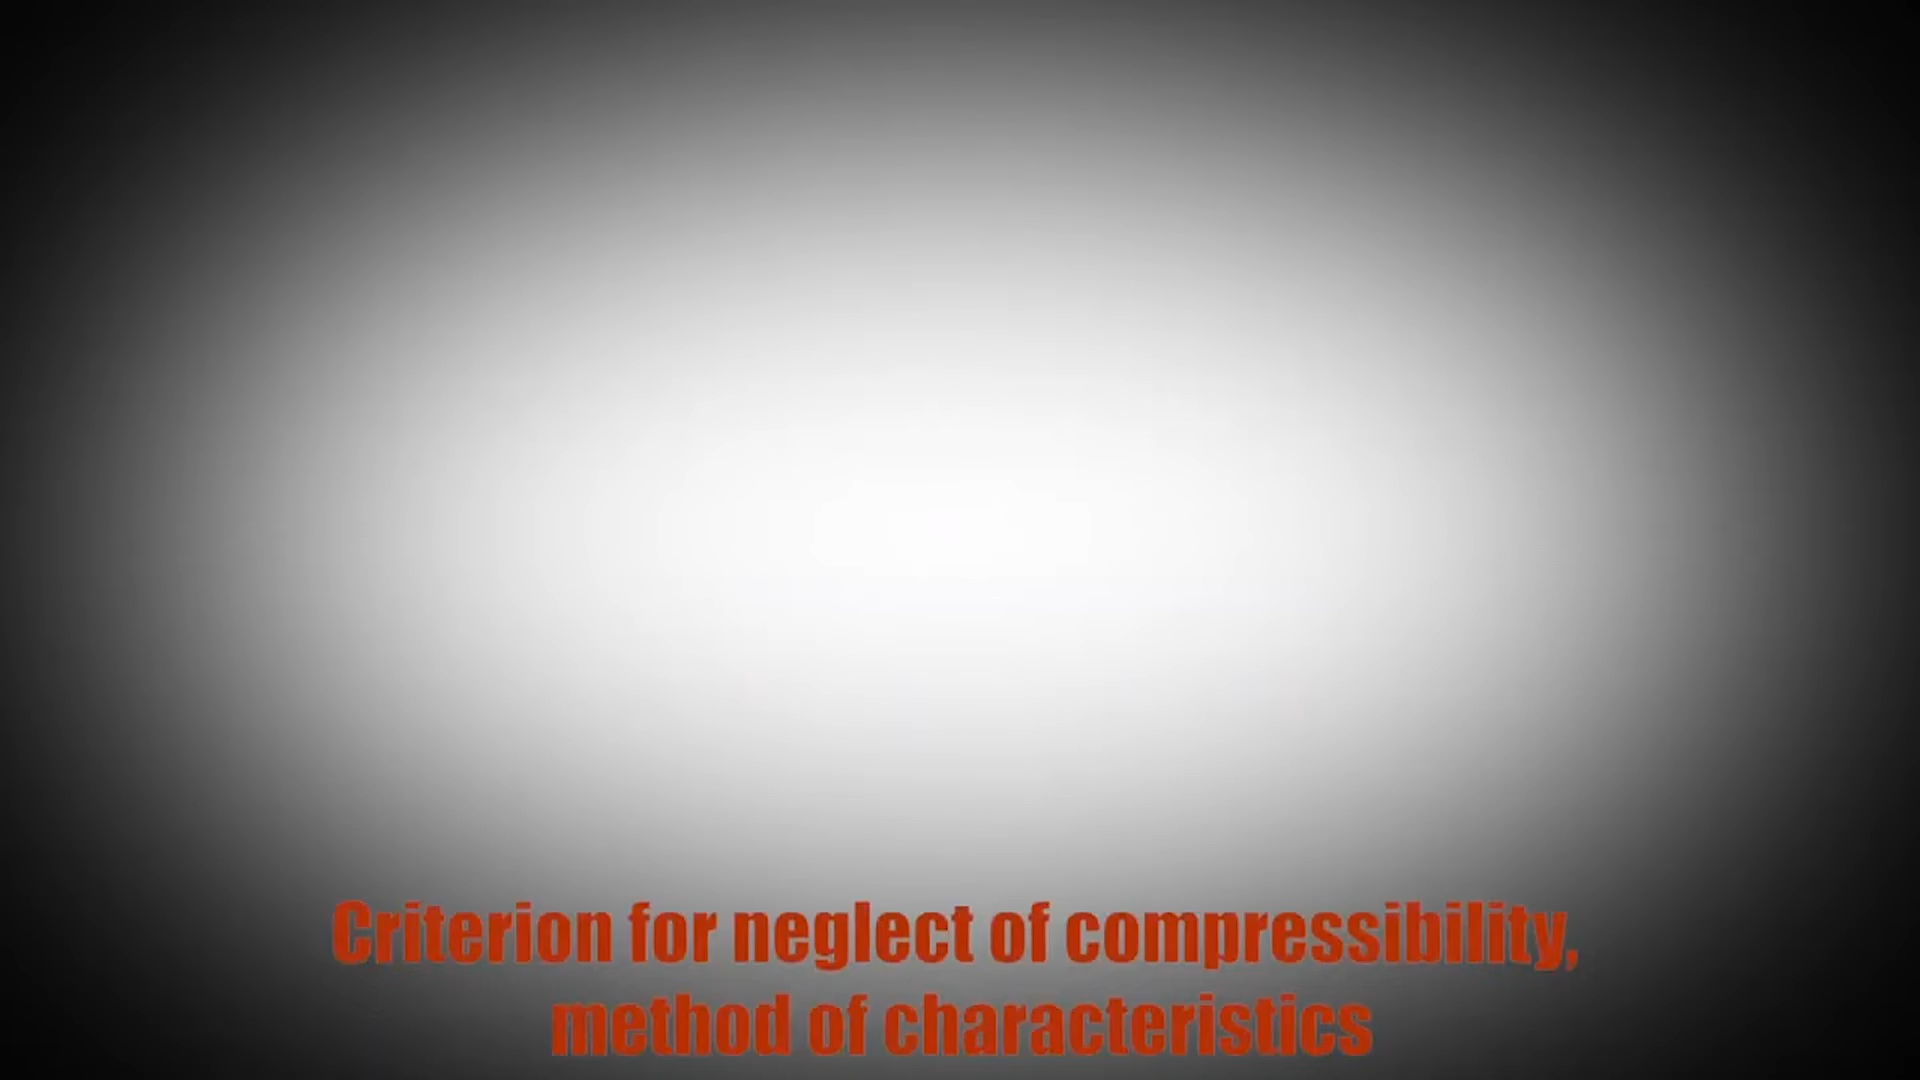 Criterion for neglect of compressibility,
method of characteristics